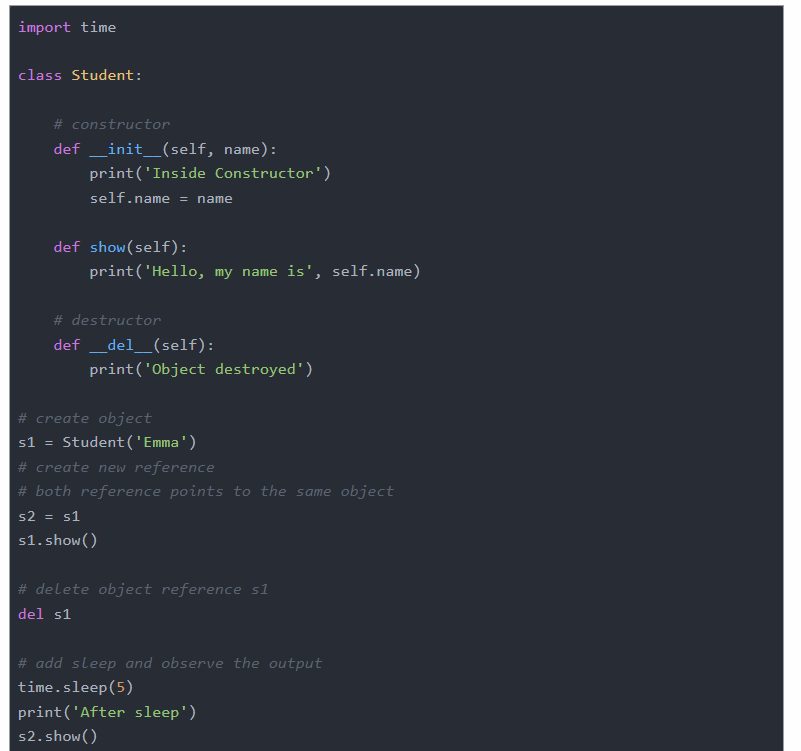 import time

class Student:

    # constructor
    def __init__(self, name):
        print('Inside Constructor')
        self.name = name

    def show(self):
        print('Hello, my name is', self.name)

    # destructor
    def __del__(self):
        print('Object destroyed')

# create object
s1 = Student('Emma')
# create new reference
# both reference points to the same object
s2 = s1
s1.show()

# delete object reference s1
del s1

# add sleep and observe the output
time.sleep(5)
print('After sleep')
s2.show()